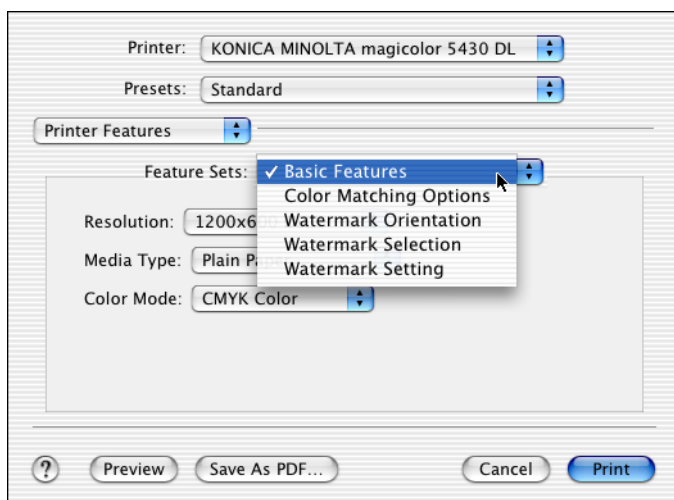 Printer: KONICA MINOLTA magicolor 5430 DL
Presets: Standard
Printer Features
Feature Sets: ✓ Basic Features
Color Matching Options
Watermark Orientation
Watermark Selection
Watermark Setting
Resolution: 1200x6
Media Type: Plain
Color Mode: CMYK Color
? Preview Save As PDF... Cancel Print